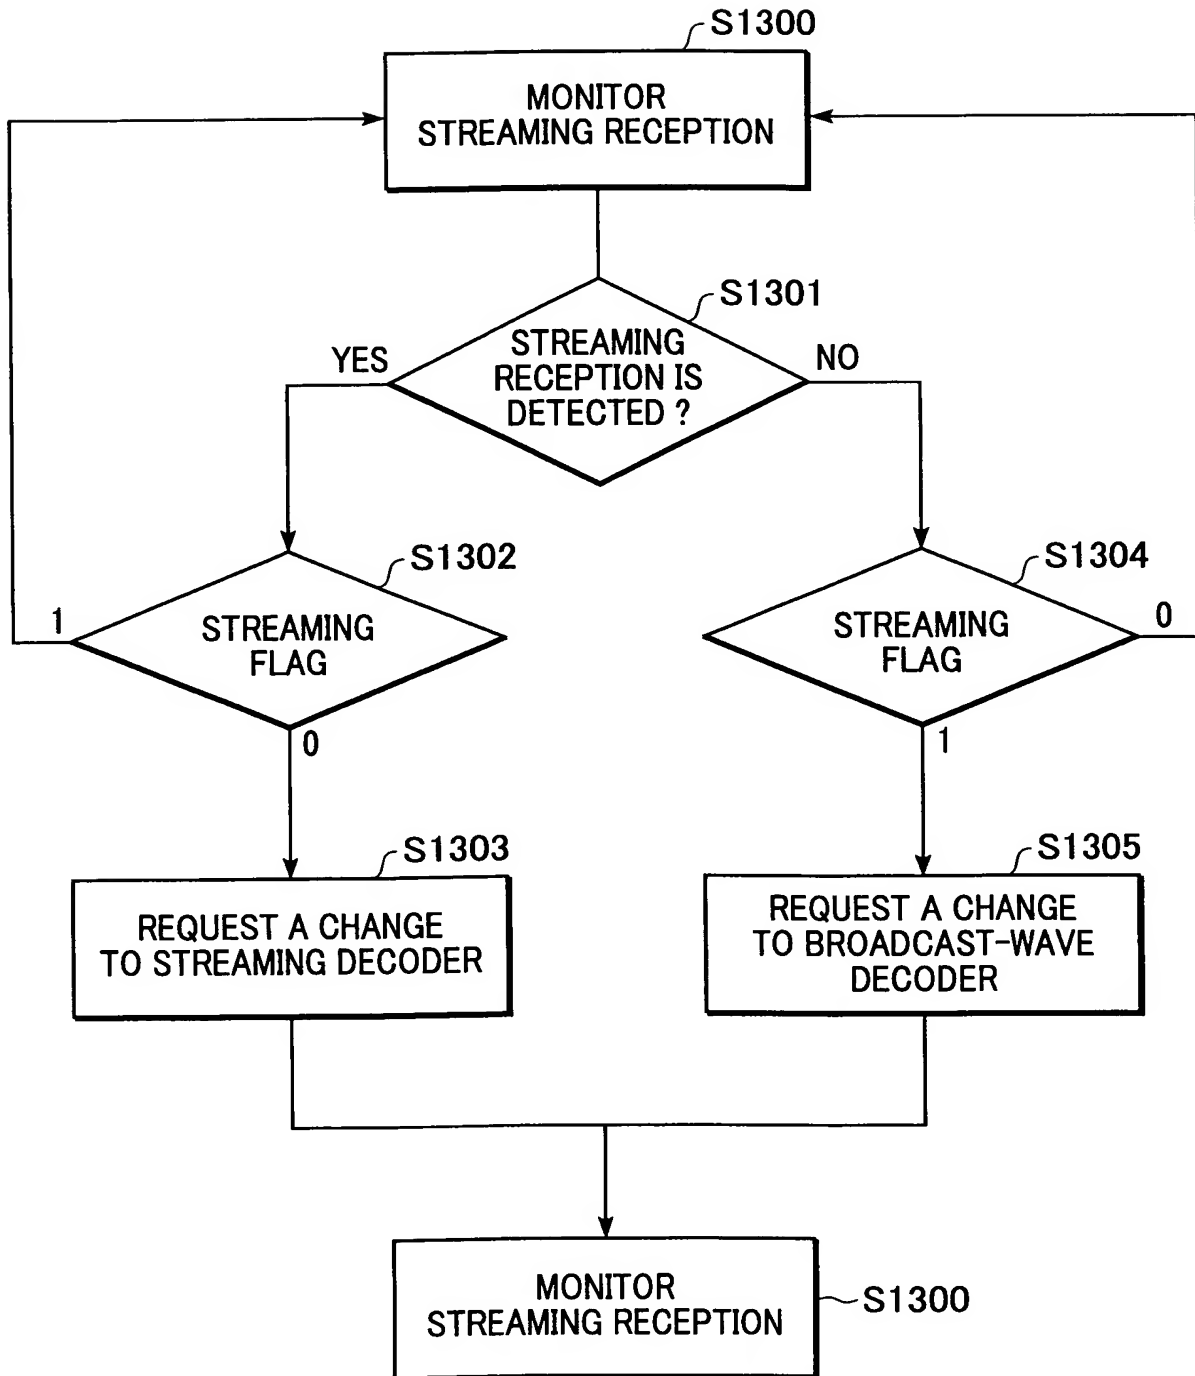 S1300
MONITOR
STREAMING RECEPTION
S1301
STREAMING
RECEPTION IS
DETECTED ?
YES
NO
S1302
STREAMING
FLAG
1
0
S1304
STREAMING
FLAG
0
1
S1303
REQUEST A CHANGE
TO STREAMING DECODER
S1305
REQUEST A CHANGE
TO BROADCAST-WAVE
DECODER
MONITOR
STREAMING RECEPTION
S1300